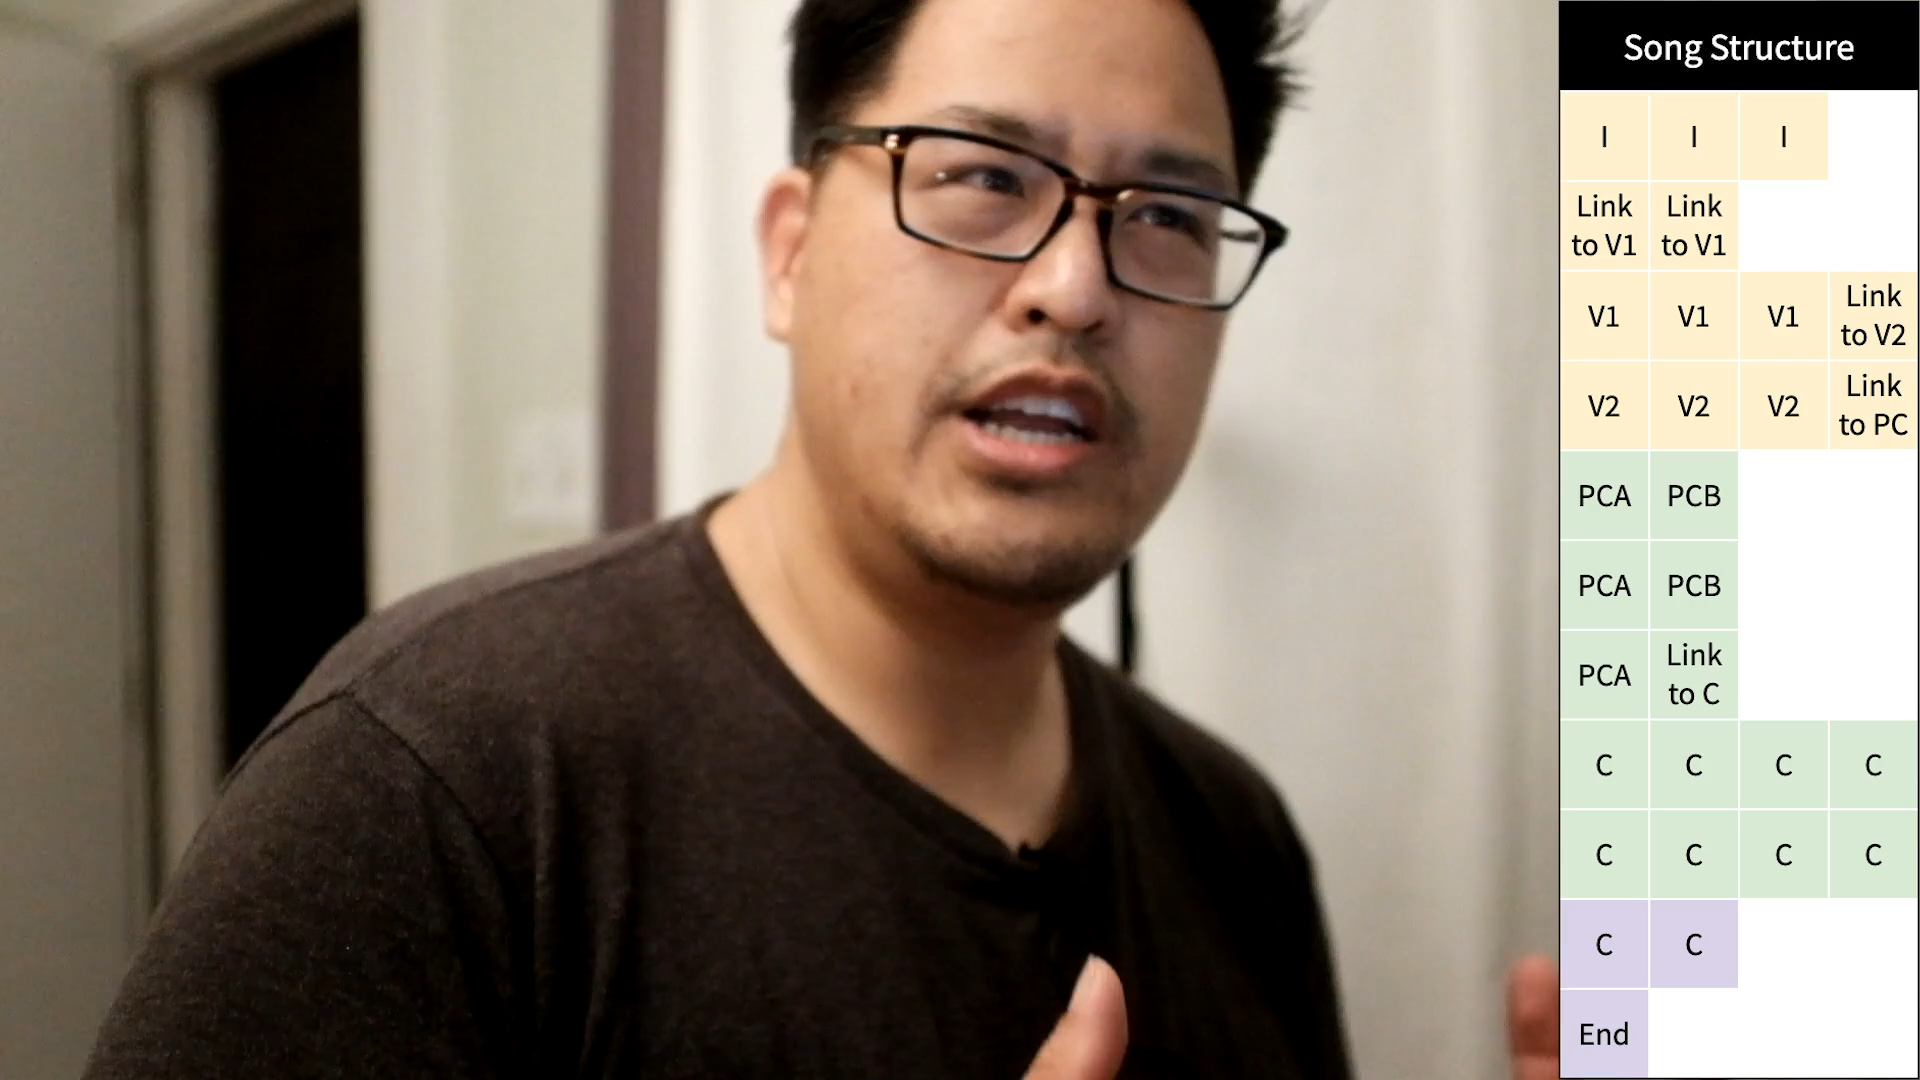 Song Structure
I I I
Link to V1 Link to V1
V1 V1 V1 Link to V2
V2 V2 V2 Link to PC
PCA PCB
PCA PCB
PCA Link to C
C C C C
C C C C
C C
End